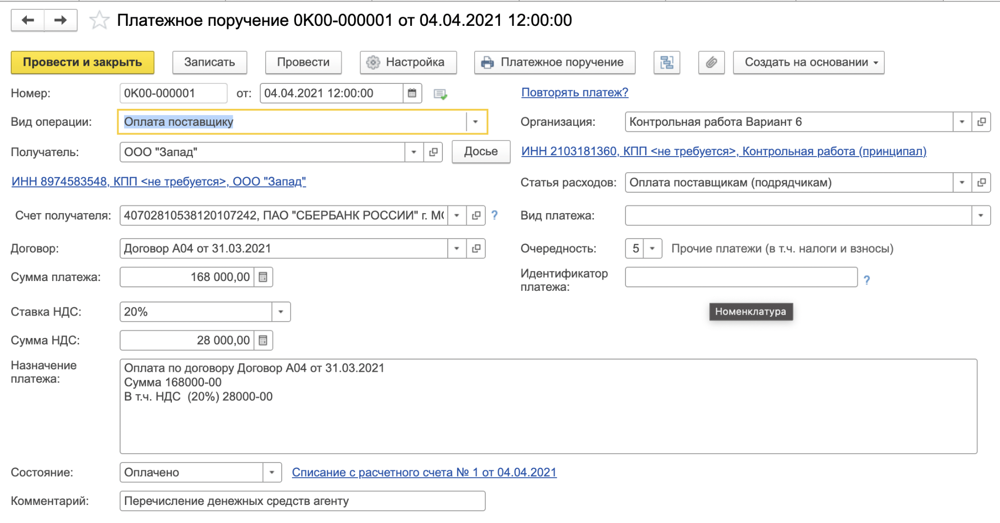 Платежное поручение 0K00-000001 от 04.04.2021 12:00:00
Провести и закрыть
Записать
Провести
Настройка
Платежное поручение
Создать на основании
Номер: 0K00-000001 от: 04.04.2021 12:00:00
Повторять платеж?
Вид операции: Оплата поставщику
Организация: Контрольная работа Вариант 6
Получатель: ООО "Запад"
Досье
ИНН 2103181360, КПП <не требуется>, Контрольная работа (принципал)
ИНН 8974583548, КПП <не требуется>, ООО "Запад"
Статья расходов: Оплата поставщикам (подрядчикам)
Счет получателя: 40702810538120107242, ПАО "СБЕРБАНК РОССИИ" г. МО ?
Вид платежа:
Договор: Договор А04 от 31.03.2021
Очередность: 5 Прочие платежи (в т.ч. налоги и взносы)
Сумма платежа: 168 000,00
Идентификатор
платежа: ?
Ставка НДС: 20%
Номенклатура
Сумма НДС: 28 000,00
Назначение
платежа:
Оплата по договору Договор А04 от 31.03.2021
Сумма 168000-00
В т.ч. НДС  (20%) 28000-00
Состояние: Оплачено
Списание с расчетного счета № 1 от 04.04.2021
Комментарий: Перечисление денежных средств агенту